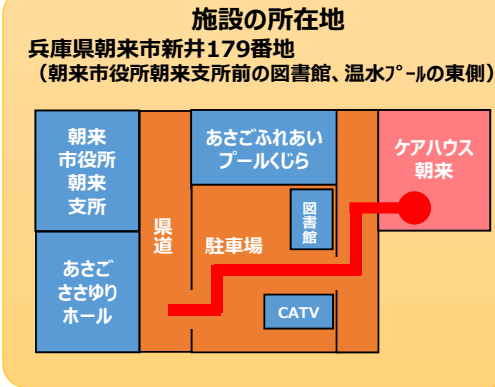 施設の所在地
兵庫県朝来市新井179番地
（朝来市役所朝来支所前の図書館、温水プールの東側）
朝来
市役所
朝来
支所
あさごふれあい
プールくじら
ケアハウス
朝来
県道
駐車場
図書館
あさご
ささゆり
ホール
CATV